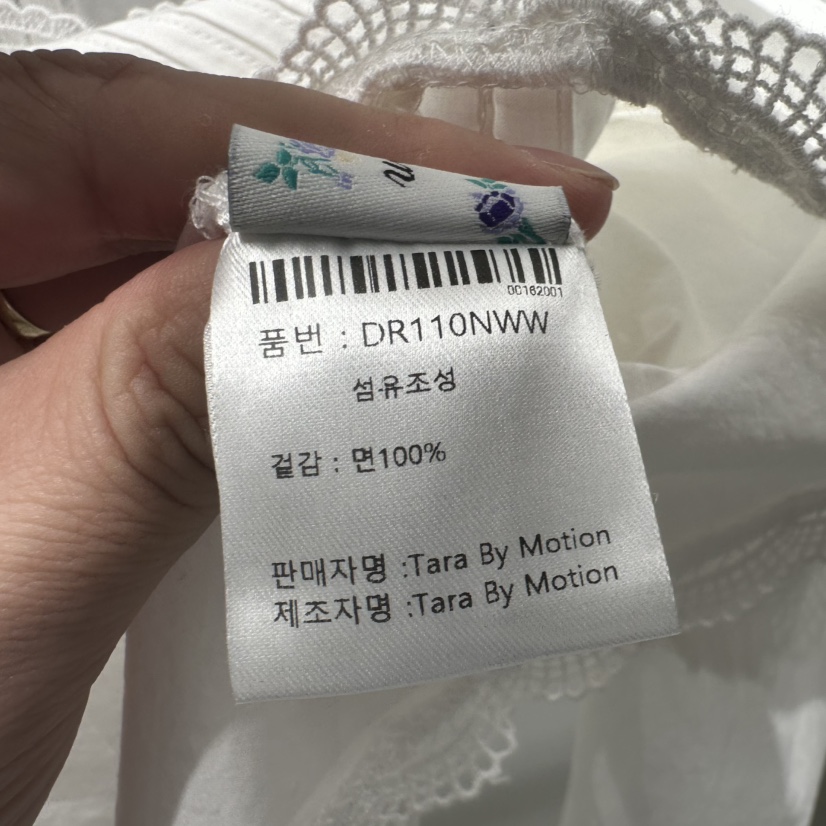 00162001
품번 : DR110NWW
섬유조성
겉감 : 면100%
판매자명 :Tara By Motion
제조자명 :Tara By Motion